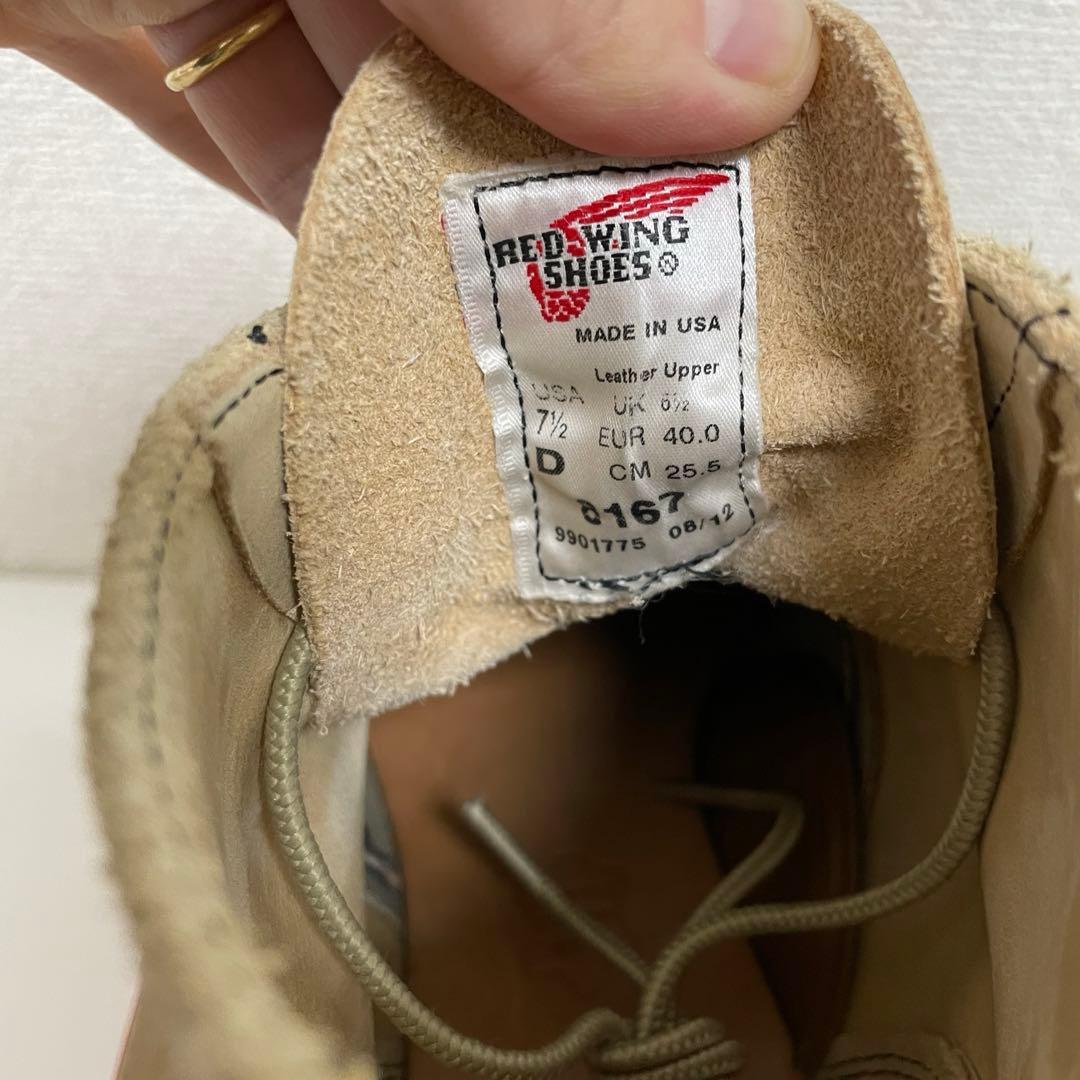 RED WING
SHOES
MADE IN USA
Leather Upper
USA UK 6½
7½ EUR 40.0
D CM 25.5
8167
9901775 08/12